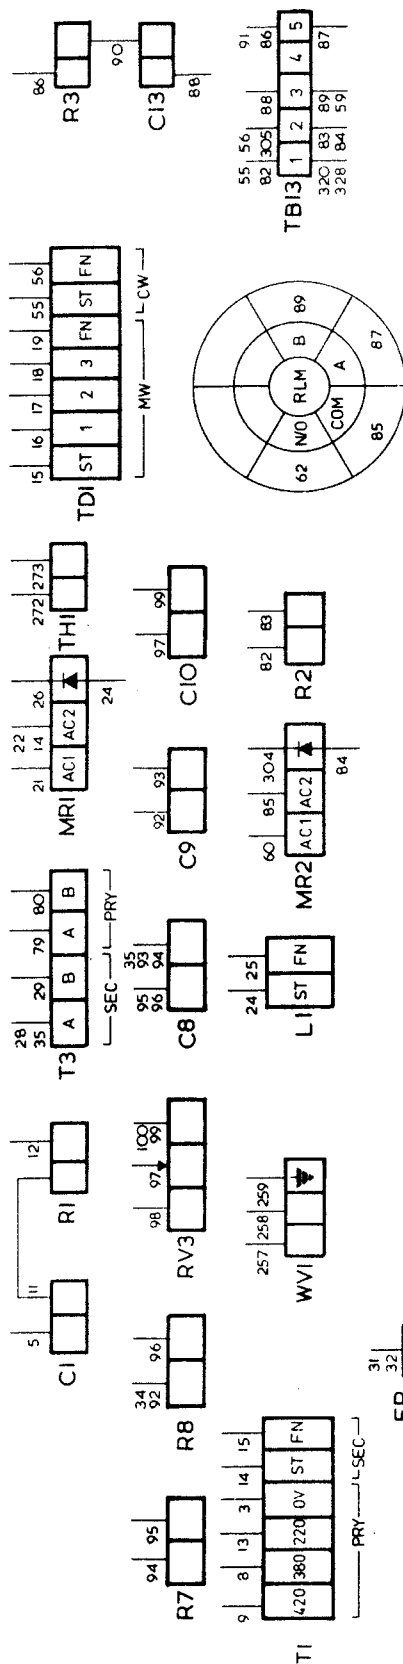 5 11
C1
12
R1
28
35 29 79 80
A B A B
T3
SEC PRY
22
21 14 26
AC1 AC2
MR1
24
272 273
TH1
15 16 17 18 19 55 56
ST 1 2 3 FN ST FN
TD1
MW CW
86
R3
90
C13
88
94 95
R7
34
92 96
R8
98 97 100
99
RV3
95
96
35
93
94
C8
92 93
C9
97 99
C10
9 8 13 3 14 15
420 380 220 0V ST FN
T1
PRY SEC
257 258 259
WV1
24 25
ST FN
L1
60 85 304
AC1 AC2
MR2
84
82 83
R2
62 89
N/O RLM B
COM A
85 87
55 56 91
82 305 88 86
1 2 3 4 5
TB13
320 83 89 87
328 84 59
31
32